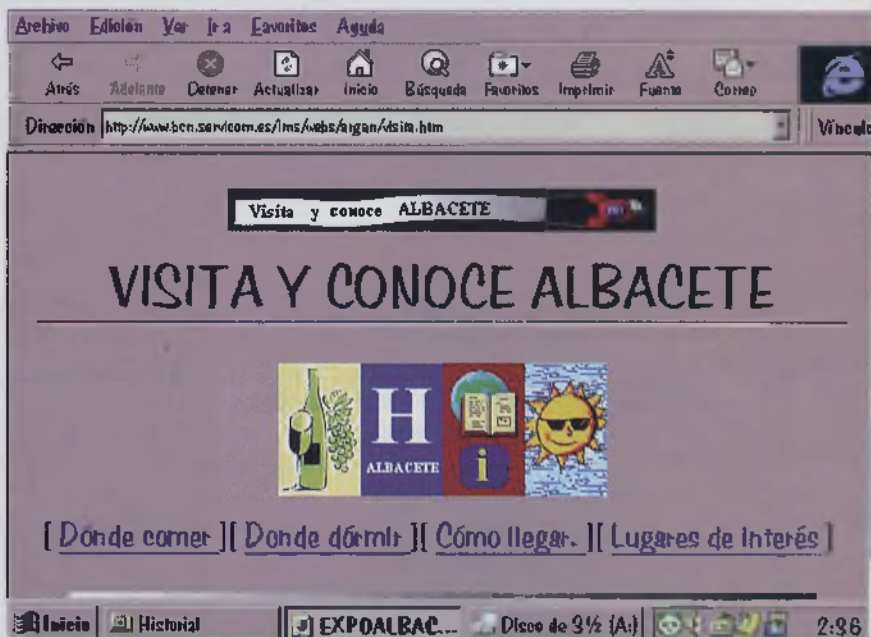 Archivo Edición Ver Ir a Favoritos Ayuda
Atrás Adelante Detener Actualizar Inicio Búsqueda Favoritos Imprimir Fuente Correo
Dirección http://www.bcn.servicom.es/lms/webs/argan/visita.htm
Visita y conoce ALBACETE
VISITA Y CONOCE ALBACETE
H
ALBACETE
i
[ Donde comer ][ Donde dórmir ][ Cómo llegar. ][ Lugares de interés ]
Inicio Historial EXPOALBAC... Disco de 3½ (A:) 2:36